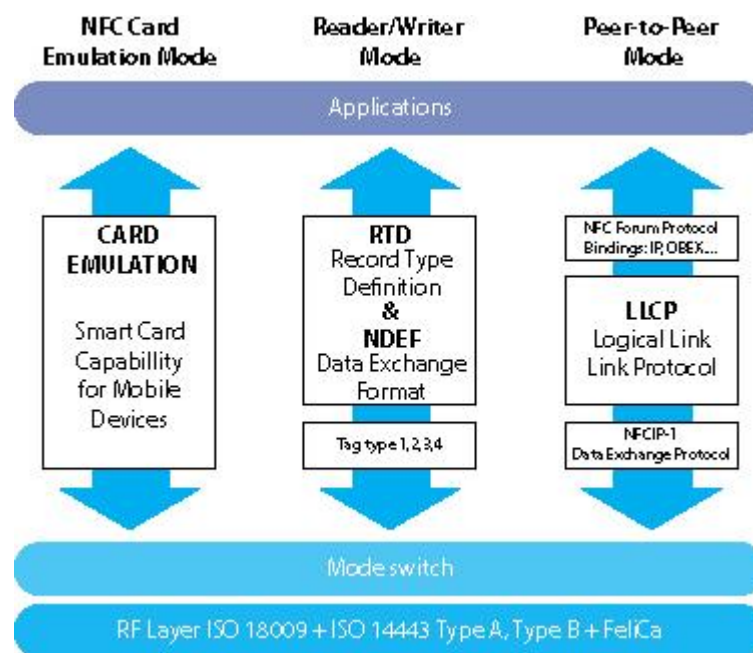 NFC Card
Emulation Mode
Reader/Writer
Mode
Peer-to-Peer
Mode
Applications
CARD
EMULATION
Smart Card
Capabillity
for Mobile
Devices
RTD
Record Type
Definition
&
NDEF
Data Exchange
Format
Tag type 1, 2, 3, 4
NFC Forum Protocol
Bindings: IP, OBEX....
LLCP
Logical Link
Link Protocol
NFCIP-1
Data Exchange Protocol
Mode switch
RF Layer ISO 18009 + ISO 14443 Type A, Type B + FeliCa